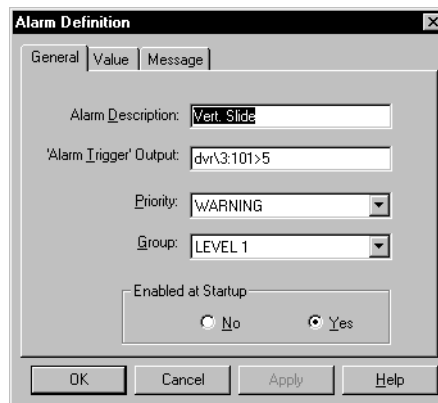 Alarm Definition
General Value Message
Alarm Description: Vert. Slide
'Alarm Trigger' Output: dvr\3:101>5
Priority: WARNING
Group: LEVEL 1
Enabled at Startup
No Yes
OK Cancel Apply Help